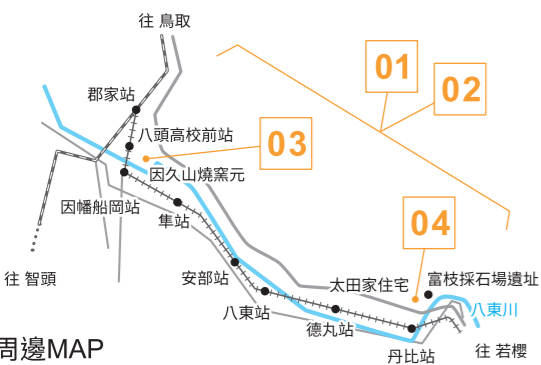 往 鳥取
01
02
郡家站
八頭高校前站
03
因久山燒窯元
因幡船岡站
隼站
04
往 智頭
安部站
太田家住宅
富枝採石場遺址
八東站
八東川
德丸站
丹比站
往 若櫻
周邊MAP